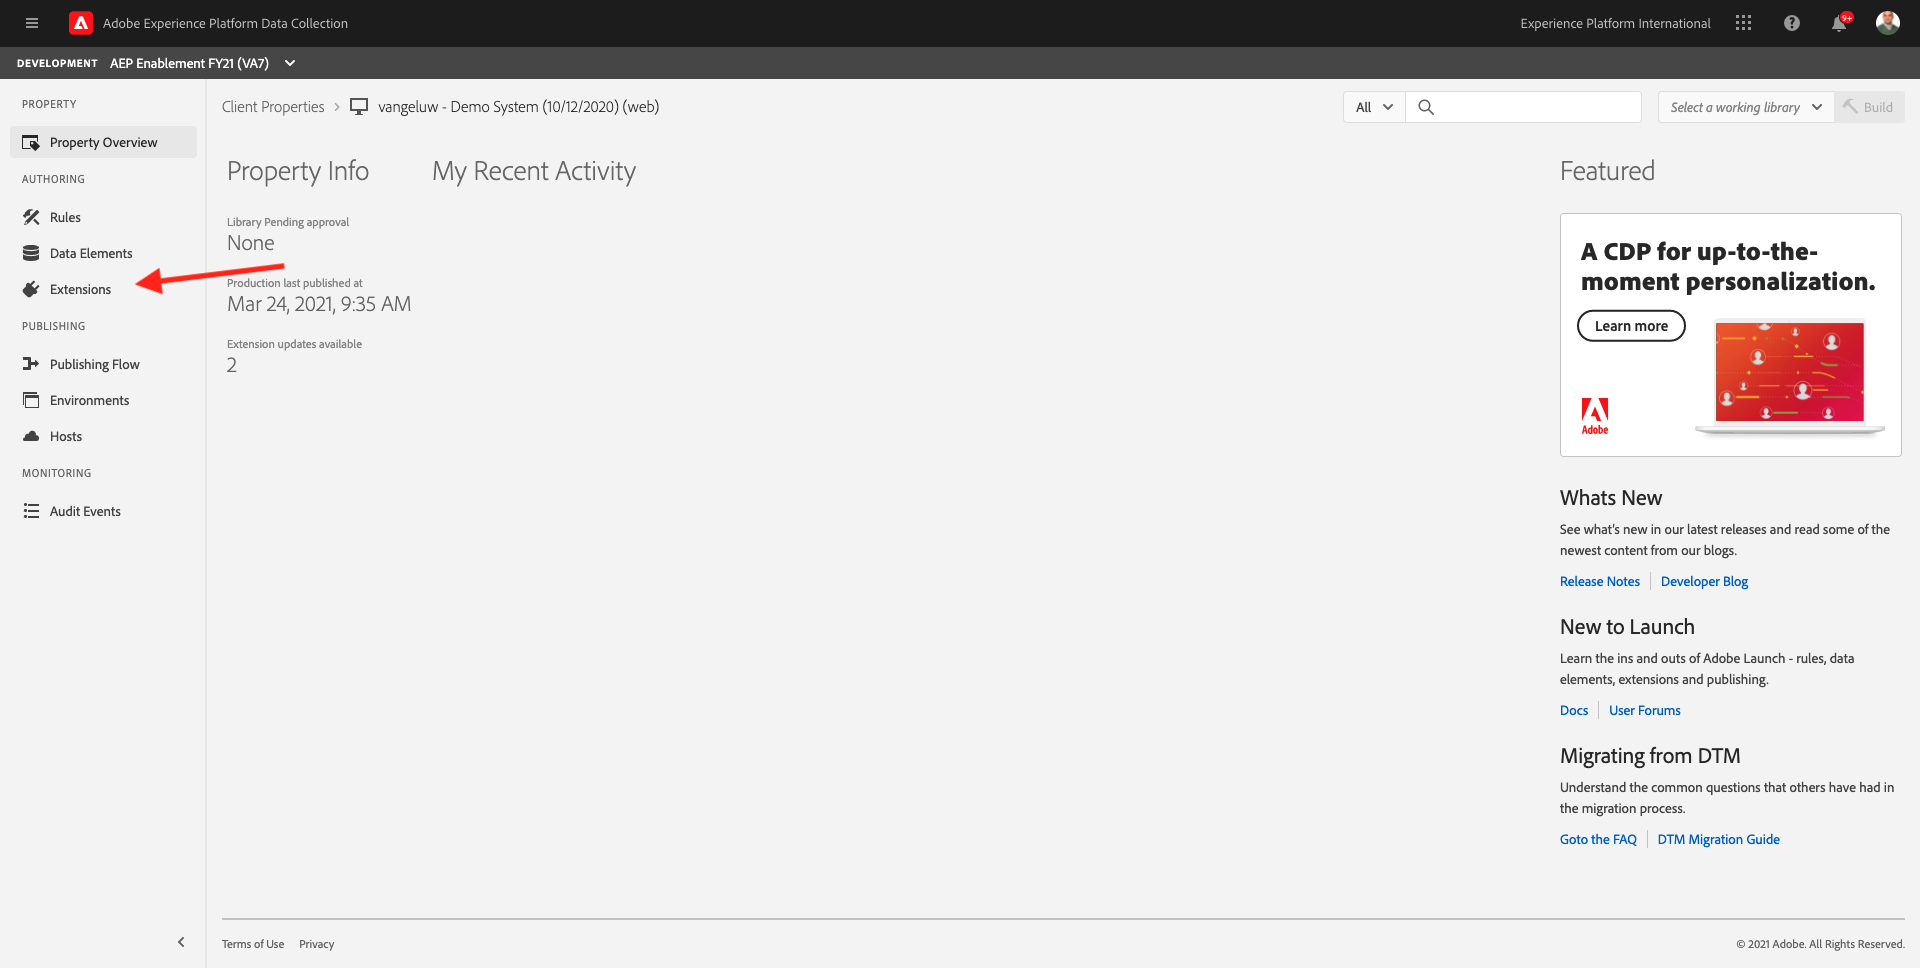 Adobe Experience Platform Data Collection
Experience Platform International
9+
DEVELOPMENT AEP Enablement FY21 (VA7)
PROPERTY
Property Overview
AUTHORING
Rules
Data Elements
Extensions
PUBLISHING
Publishing Flow
Environments
Hosts
MONITORING
Audit Events
Client Properties > vangeluw - Demo System (10/12/2020) (web)
All
Select a working library
Build
Property Info
My Recent Activity
Library Pending approval
None
Production last published at
Mar 24, 2021, 9:35 AM
Extension updates available
2
Featured
A CDP for up-to-the-
moment personalization.
Learn more
Adobe
Whats New
See what's new in our latest releases and read some of the
newest content from our blogs.
Release Notes | Developer Blog
New to Launch
Learn the ins and outs of Adobe Launch - rules, data
elements, extensions and publishing.
Docs | User Forums
Migrating from DTM
Understand the common questions that others have had in
the migration process.
Goto the FAQ | DTM Migration Guide
Terms of Use Privacy
© 2021 Adobe. All Rights Reserved.